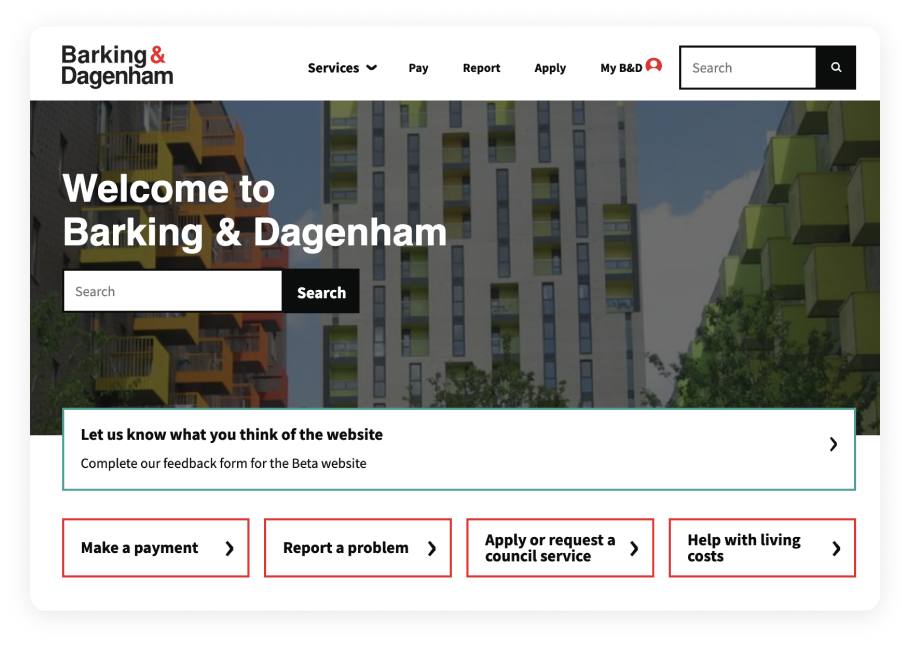 Barking &
Dagenham
Services
Pay
Report
Apply
My B&D
Search
Welcome to
Barking & Dagenham
Search
Search
Let us know what you think of the website
Complete our feedback form for the Beta website
Make a payment
Report a problem
Apply or request a
council service
Help with living
costs